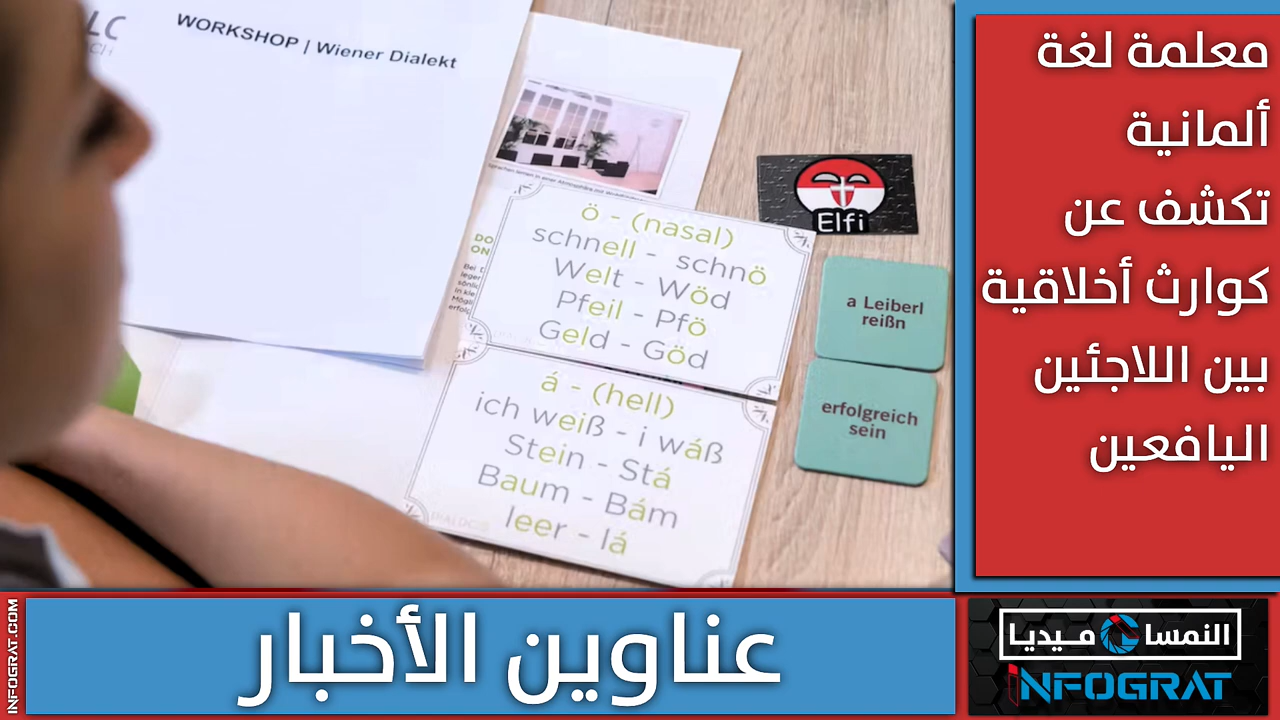 LC
WORKSHOP | Wiener Dialekt
ö - (nasal)
schnell - schnö
Welt - Wöd
Pfeil - Pfö
Geld - Göd
á - (hell)
ich weiß - i wáß
Stein - Stá
Baum - Bám
leer - lá
Elfi
a Leiberl
reißn
erfolgreich
sein
معلمة لغة
ألمانية
تكشف عن
كوارث أخلاقية
بين اللاجئين
اليافعين
عناوين الأخبار
النمسا ميديا
INFOGRAT
INFOGRAT.COM